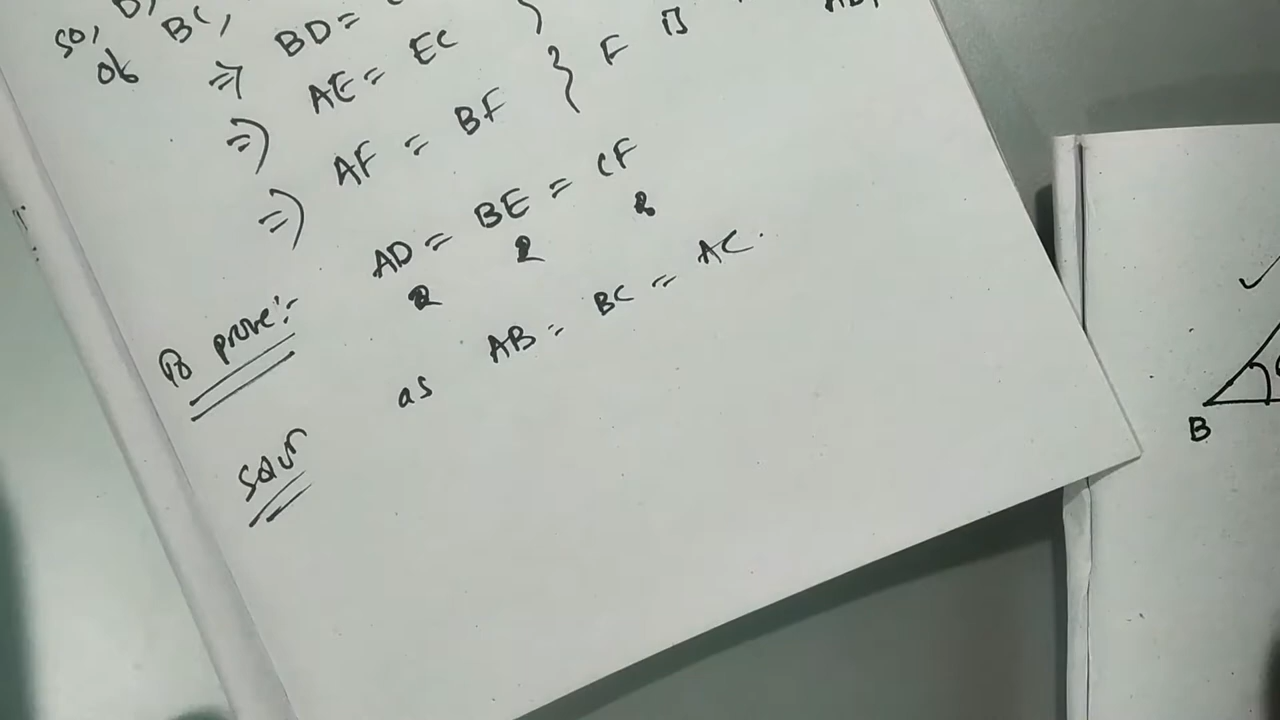 so, D,
of BC, ⇒ BD =
⇒ AE = EC }
⇒ AF = BF } F is
To prove:- AD = BE = CF
soln as AB = BC = AC.
B